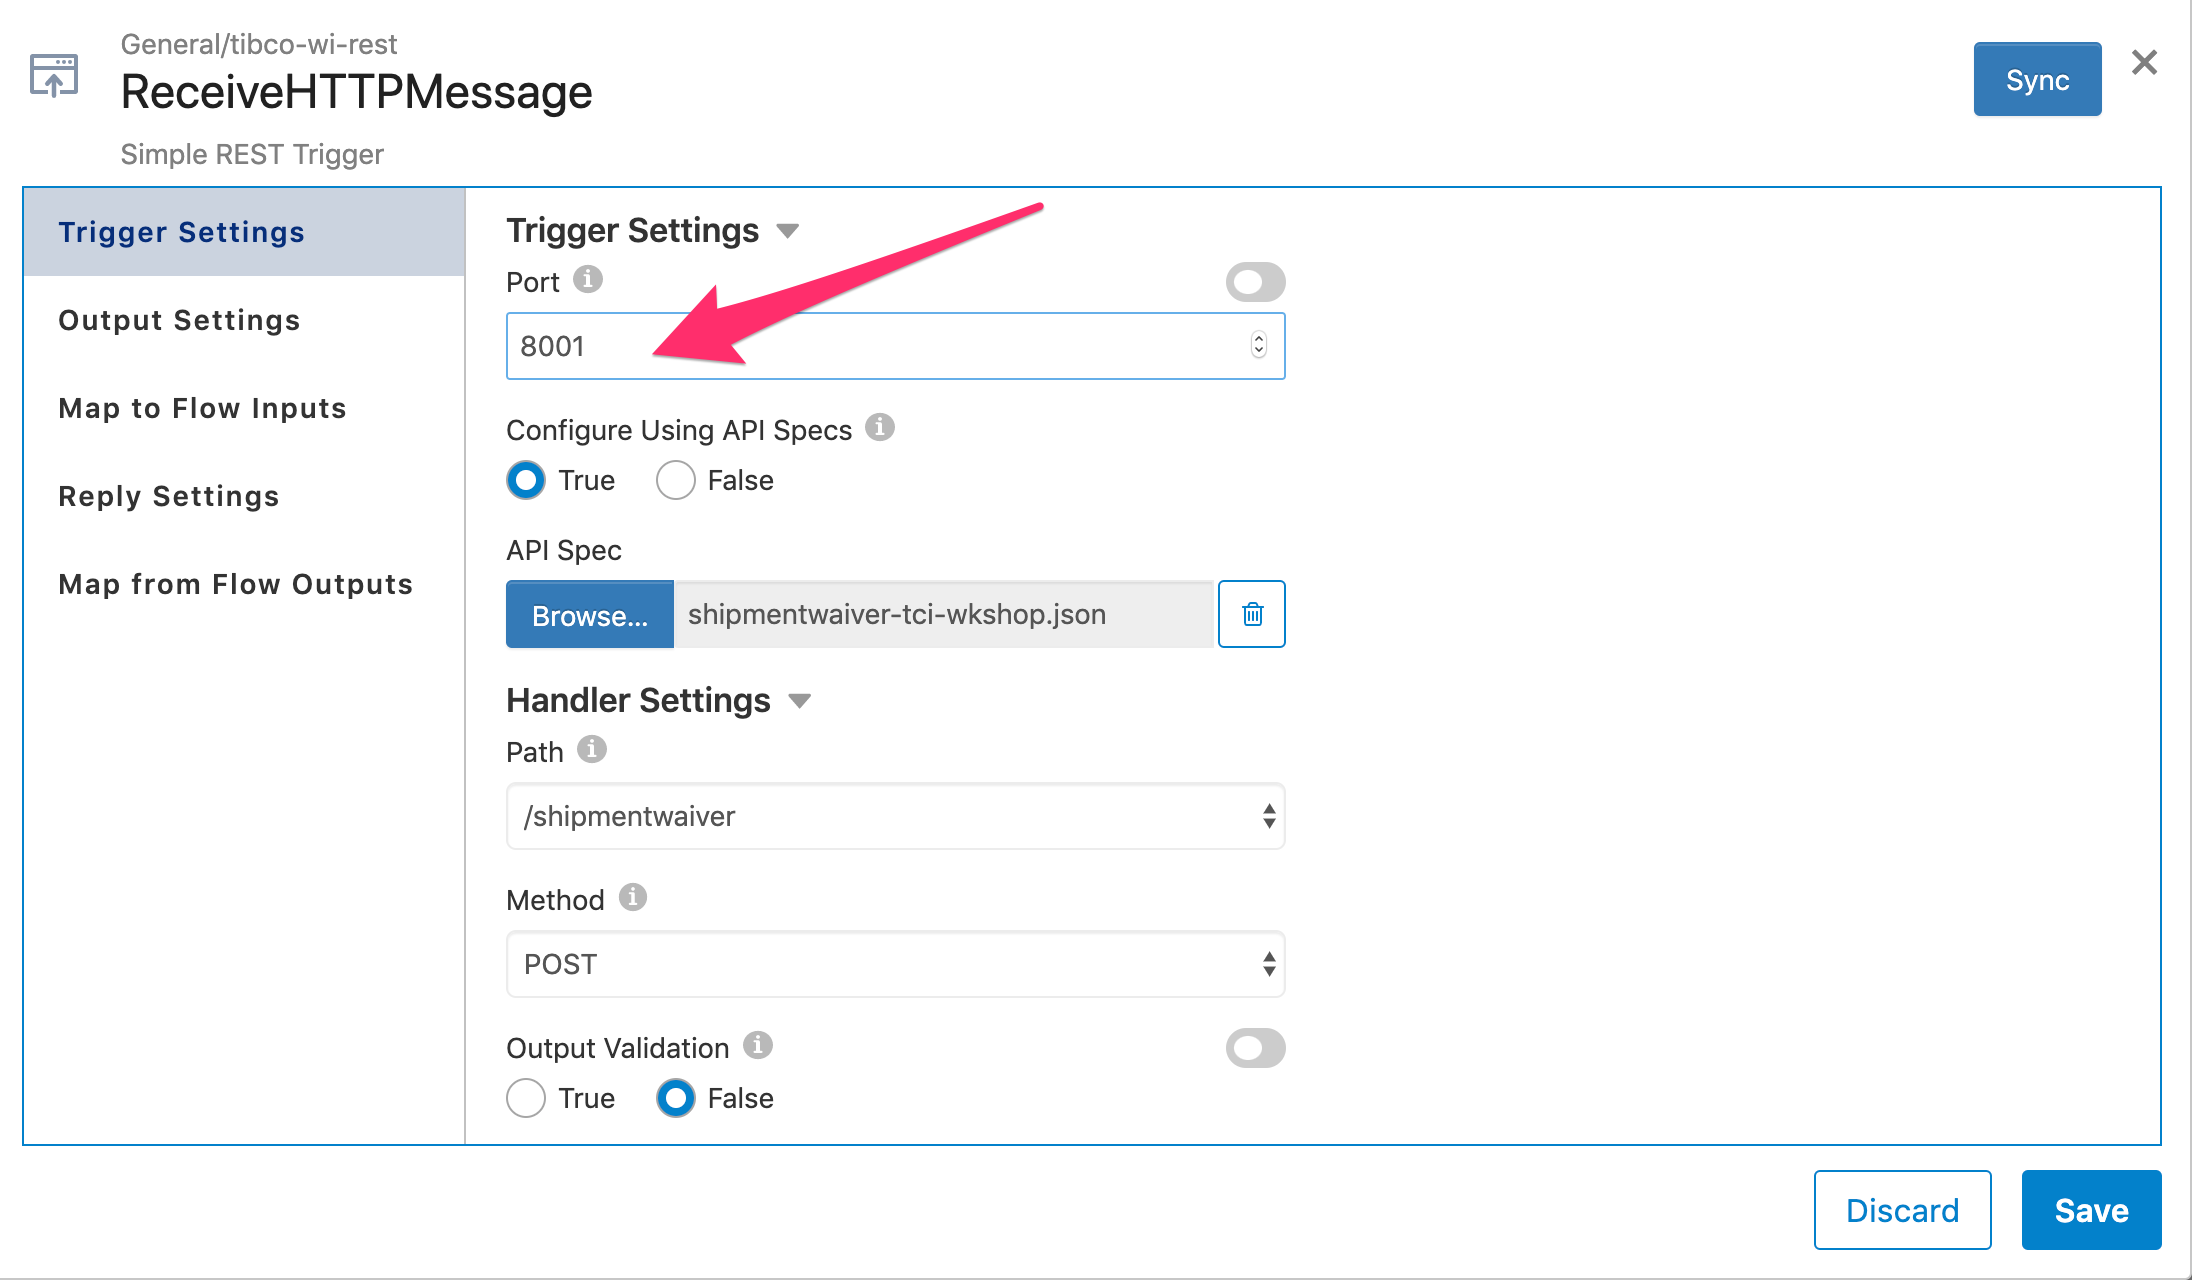 General/tibco-wi-rest
ReceiveHTTPMessage
Sync
Simple REST Trigger
Trigger Settings
Output Settings
Map to Flow Inputs
Reply Settings
Map from Flow Outputs
Trigger Settings
Port
8001
Configure Using API Specs
True False
API Spec
Browse... shipmentwaiver-tci-wkshop.json
Handler Settings
Path
/shipmentwaiver
Method
POST
Output Validation
True False
Discard Save